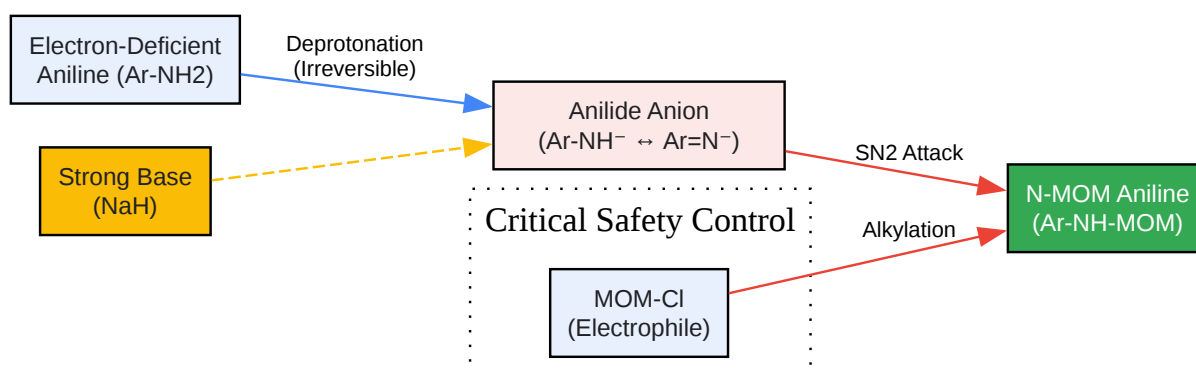 Electron-Deficient
Aniline (Ar-NH2)
Deprotonation
(Irreversible)
Strong Base
(NaH)
Anilide Anion
(Ar-NH⁻ ↔ Ar=N⁻)
SN2 Attack
Critical Safety Control
Alkylation
N-MOM Aniline
(Ar-NH-MOM)
MOM-Cl
(Electrophile)